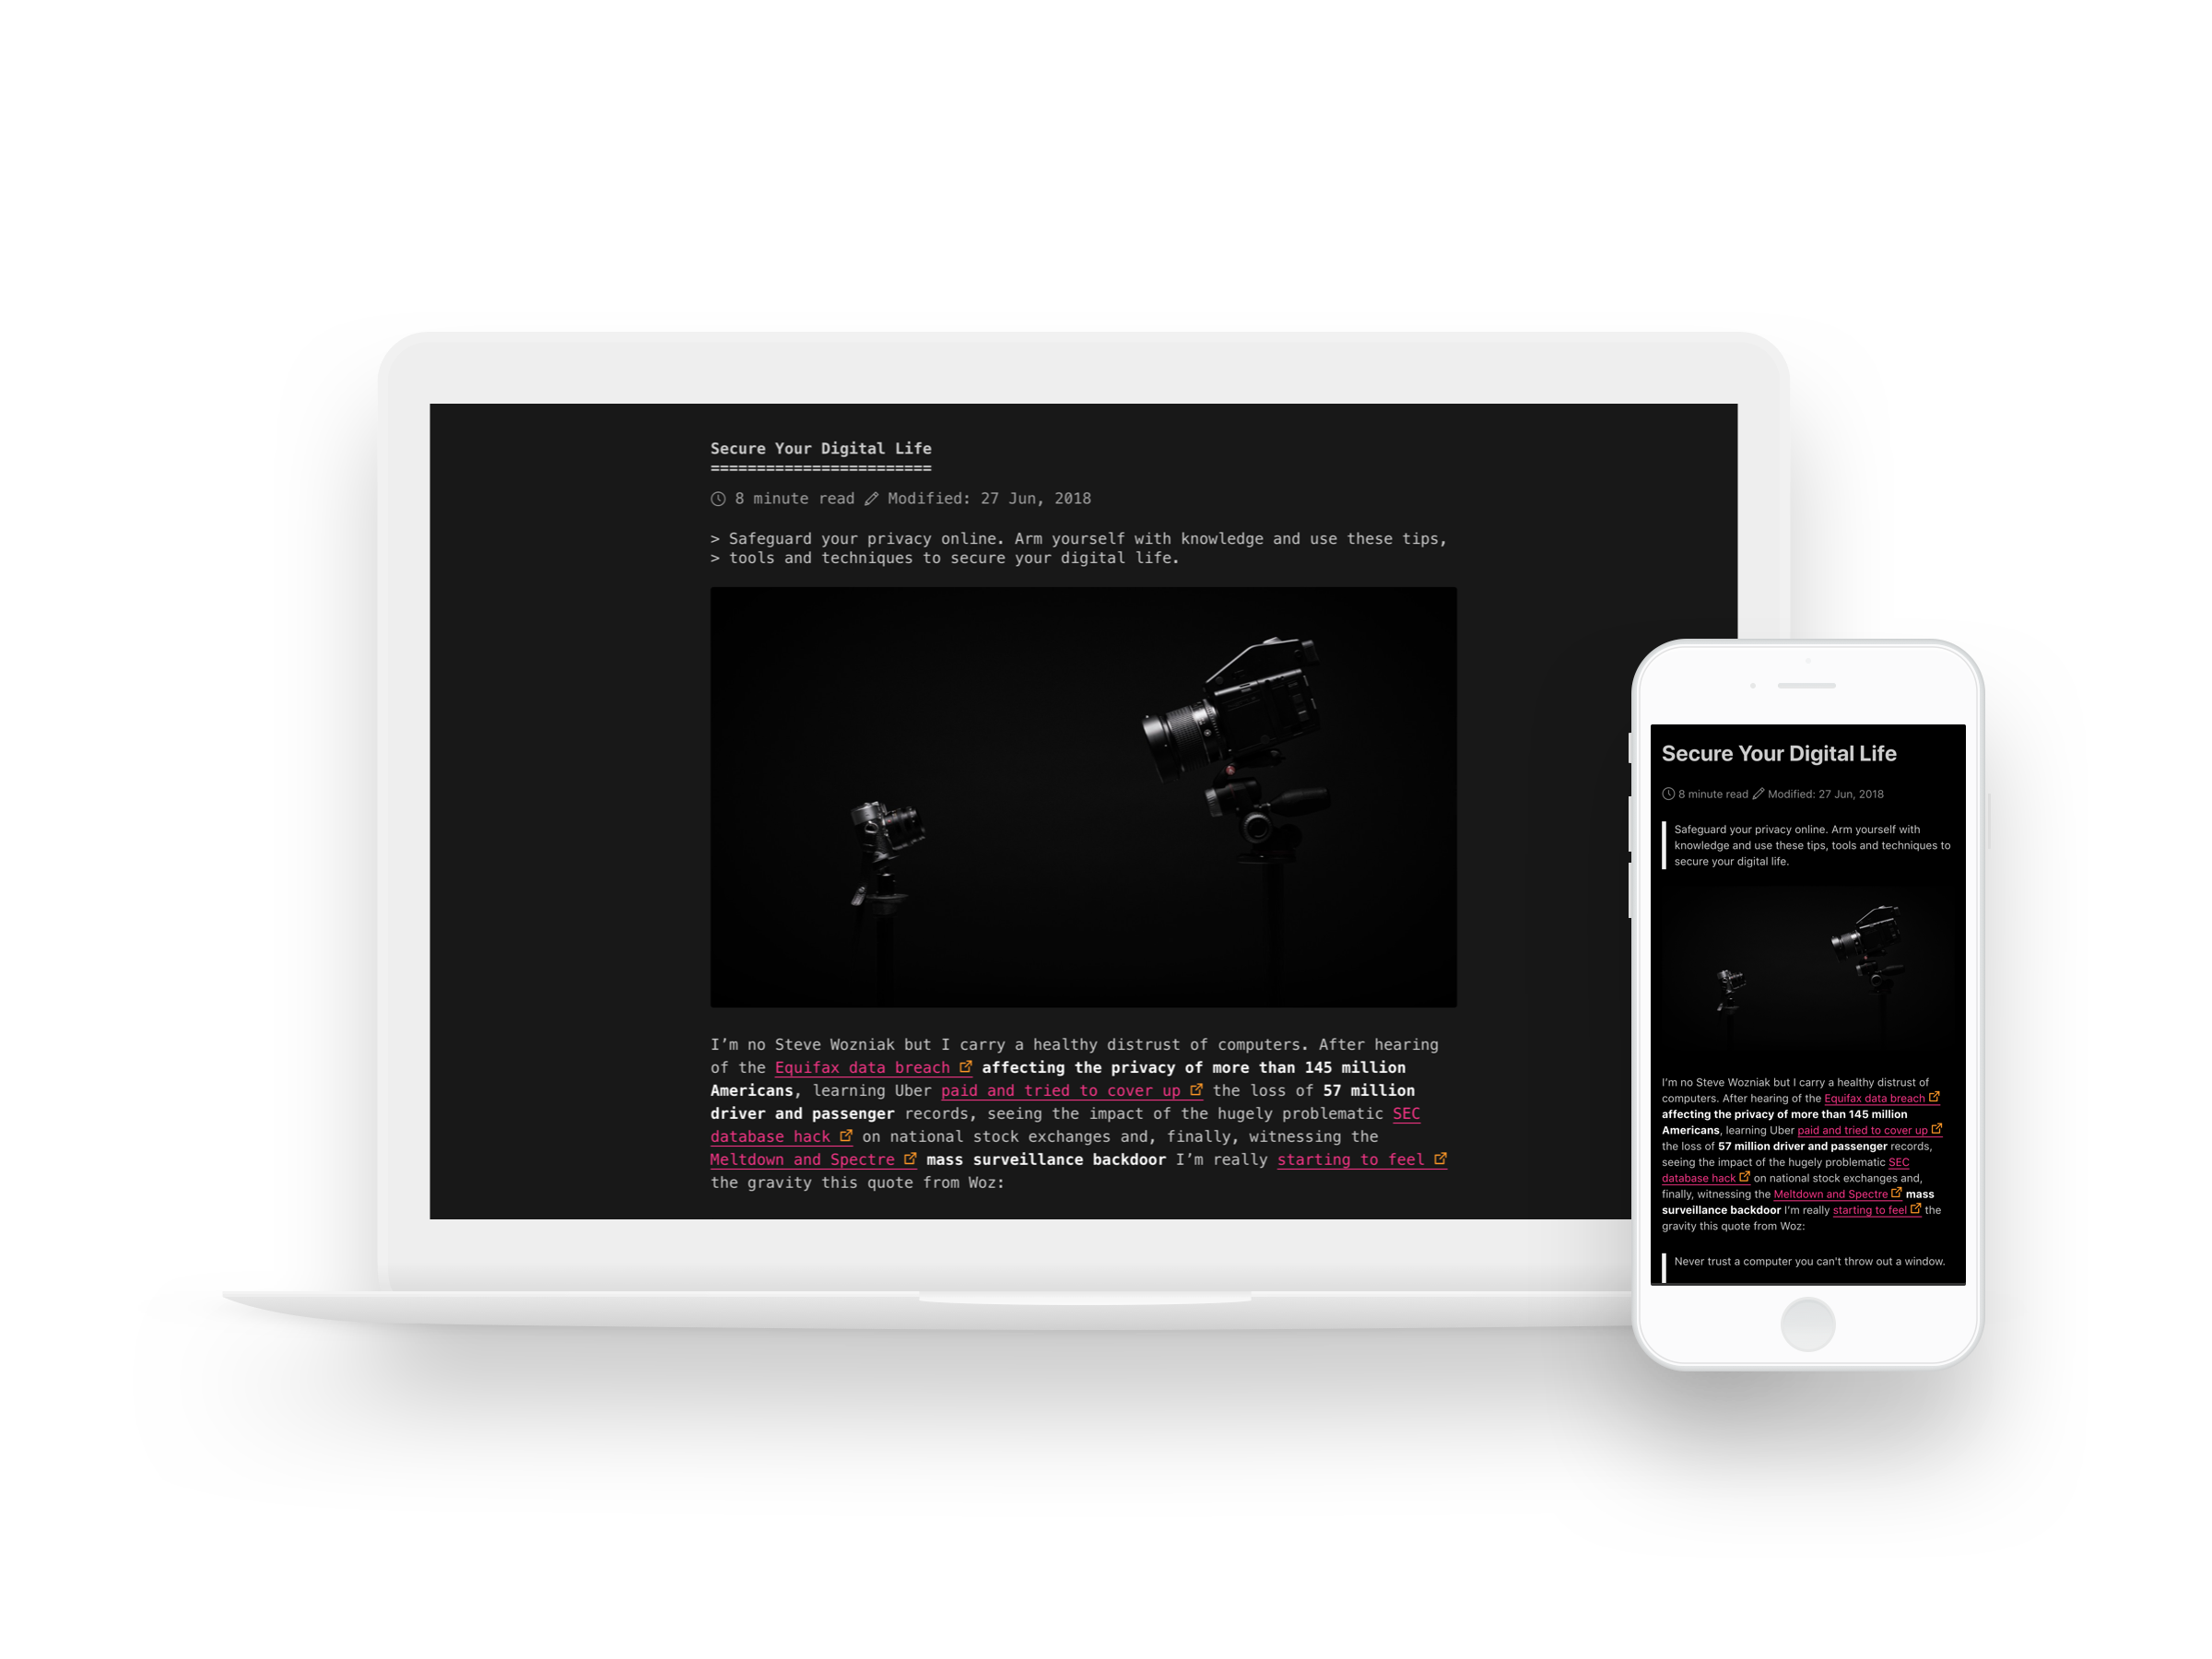 Secure Your Digital Life
========================
8 minute read Modified: 27 Jun, 2018
> Safeguard your privacy online. Arm yourself with knowledge and use these tips,
> tools and techniques to secure your digital life.
I’m no Steve Wozniak but I carry a healthy distrust of computers. After hearing
of the Equifax data breach affecting the privacy of more than 145 million
Americans, learning Uber paid and tried to cover up the loss of 57 million
driver and passenger records, seeing the impact of the hugely problematic SEC
database hack on national stock exchanges and, finally, witnessing the
Meltdown and Spectre mass surveillance backdoor I’m really starting to feel
the gravity this quote from Woz:
Secure Your Digital Life
8 minute read Modified: 27 Jun, 2018
Safeguard your privacy online. Arm yourself with
knowledge and use these tips, tools and techniques to
secure your digital life.
I’m no Steve Wozniak but I carry a healthy distrust of
computers. After hearing of the Equifax data breach
affecting the privacy of more than 145 million
Americans, learning Uber paid and tried to cover up
the loss of 57 million driver and passenger records,
seeing the impact of the hugely problematic SEC
database hack on national stock exchanges and,
finally, witnessing the Meltdown and Spectre mass
surveillance backdoor I’m really starting to feel the
gravity this quote from Woz:
Never trust a computer you can't throw out a window.